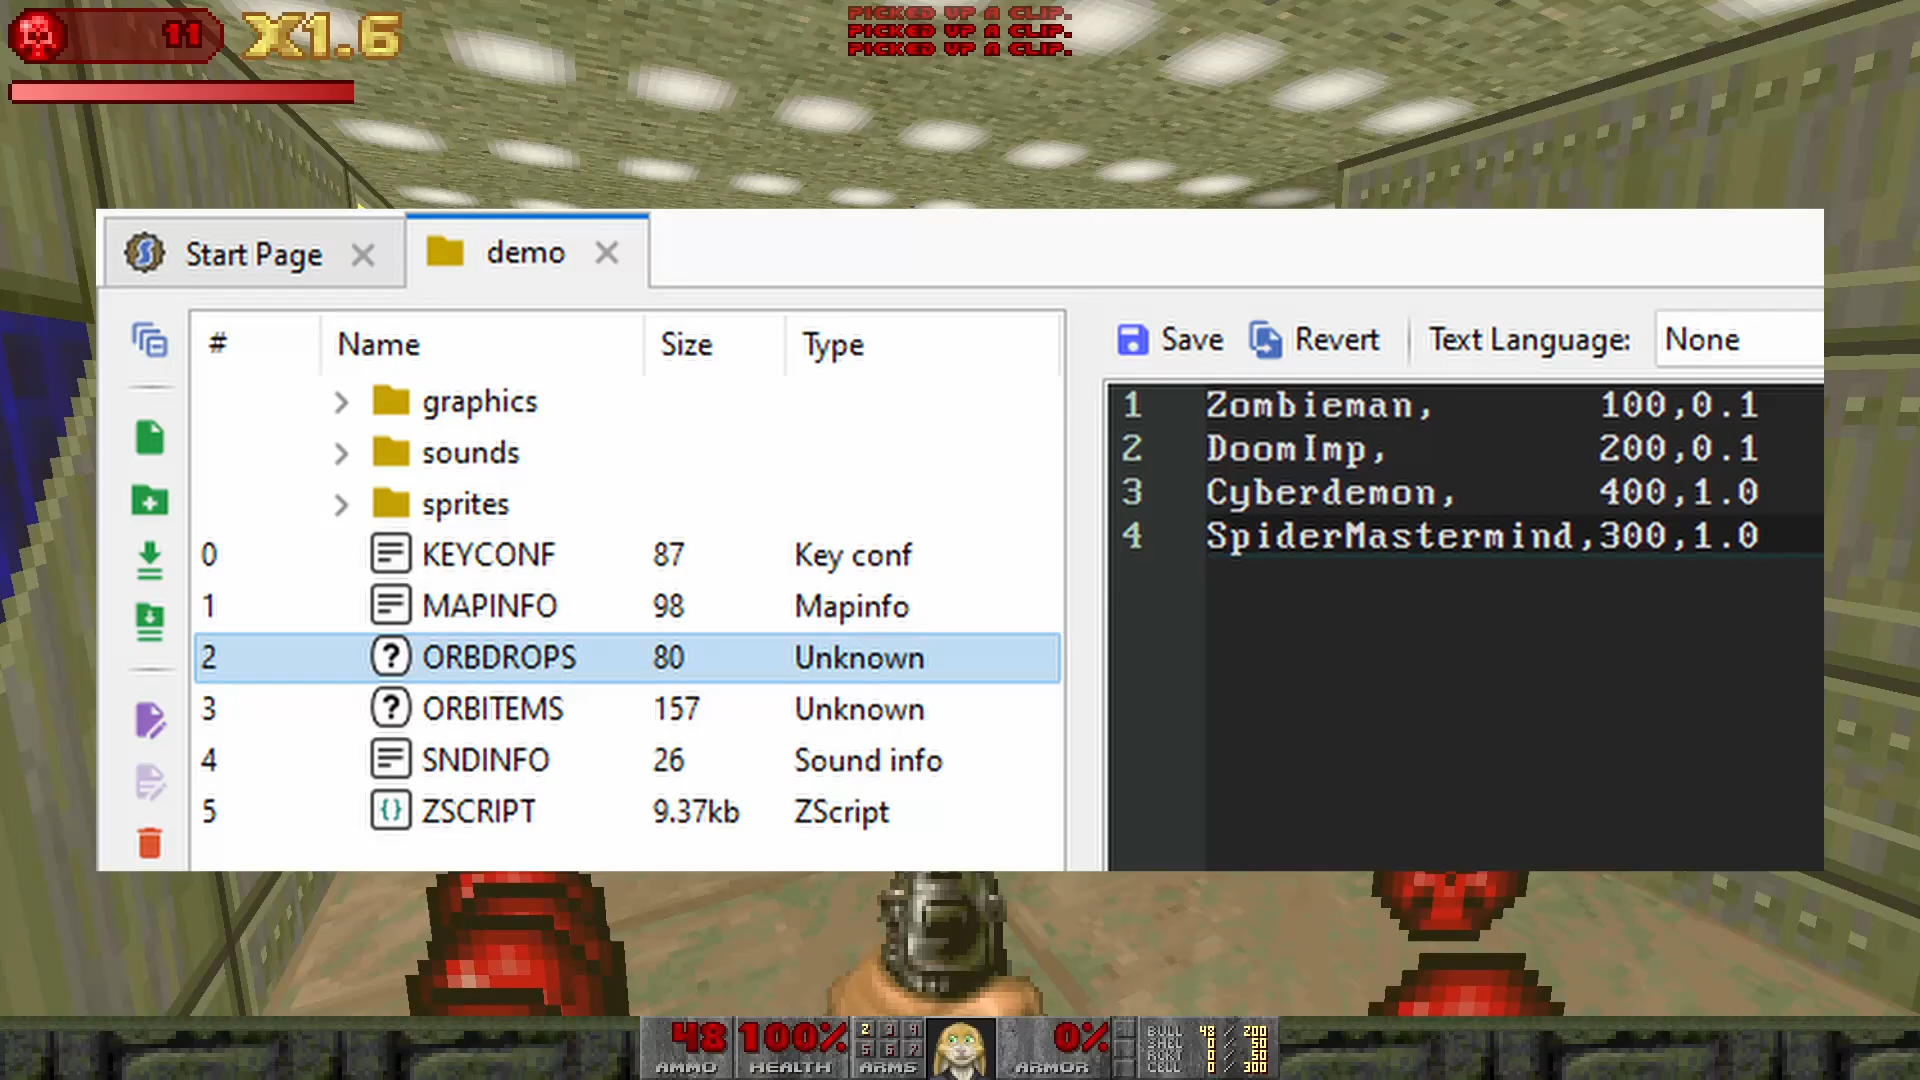 11 X1.6
PICKED UP A CLIP.
PICKED UP A CLIP.
PICKED UP A CLIP.
Start Page
demo
# Name Size Type
graphics
sounds
sprites
0 KEYCONF 87 Key conf
1 MAPINFO 98 Mapinfo
2 ORBDROPS 80 Unknown
3 ORBITEMS 157 Unknown
4 SNDINFO 26 Sound info
5 ZSCRIPT 9.37kb ZScript
Save Revert Text Language: None
1 Zombieman, 100,0.1
2 DoomImp, 200,0.1
3 Cyberdemon, 400,1.0
4 SpiderMastermind,300,1.0
48 100% 0%
AMMO HEALTH ARMS ARMOR
2 3 4
5 6 7
BULL 48 / 200
SHEL 0 / 50
RCKT 0 / 50
CELL 0 / 300